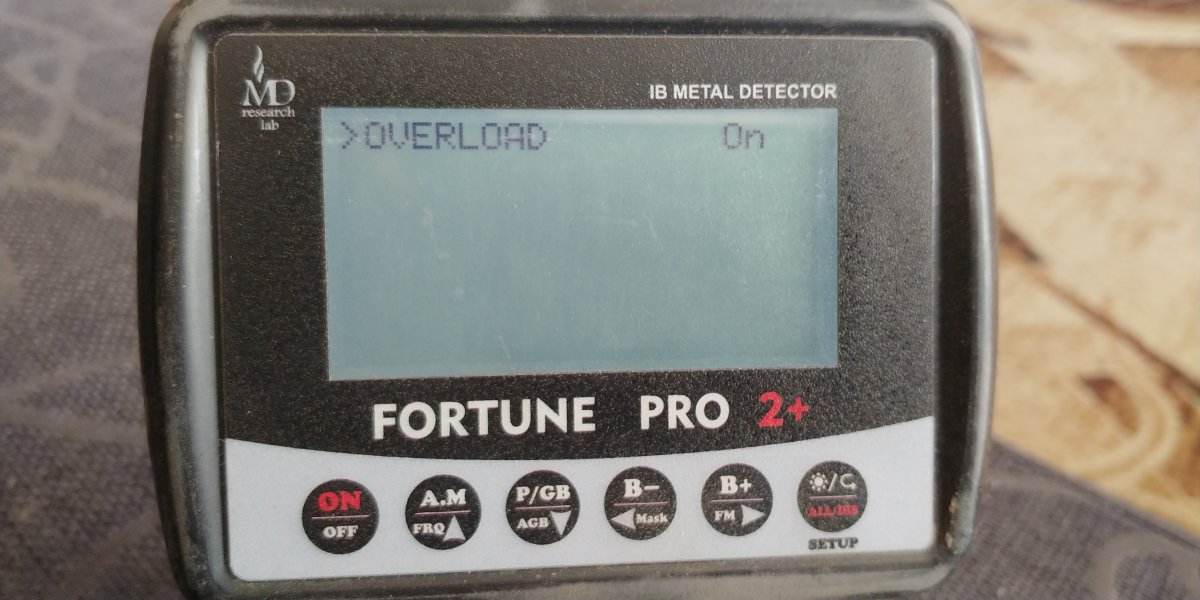 MD
research
lab
IB METAL DETECTOR
>OVERLOAD On
FORTUNE PRO 2+
ON
OFF
A.M
FRQ
P/GB
AGB
B-
Mask
B+
FM
ALL/DIS
SETUP